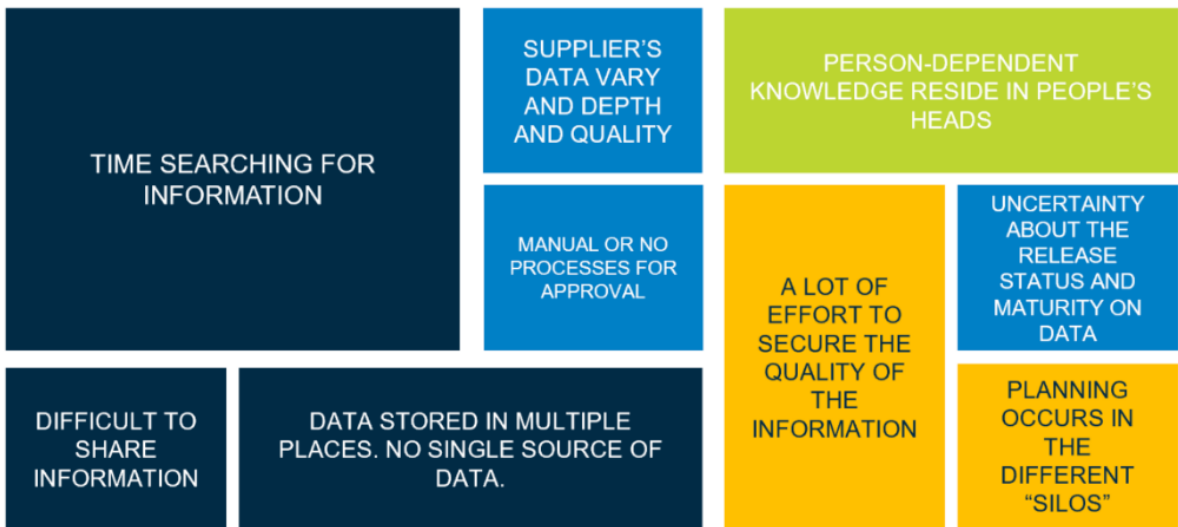 TIME SEARCHING FOR
INFORMATION
SUPPLIER'S
DATA VARY
AND DEPTH
AND QUALITY
PERSON-DEPENDENT
KNOWLEDGE RESIDE IN PEOPLE'S
HEADS
MANUAL OR NO
PROCESSES FOR
APPROVAL
A LOT OF
EFFORT TO
SECURE THE
QUALITY OF
THE
INFORMATION
UNCERTAINTY
ABOUT THE
RELEASE
STATUS AND
MATURITY ON
DATA
DIFFICULT TO
SHARE
INFORMATION
DATA STORED IN MULTIPLE
PLACES. NO SINGLE SOURCE OF
DATA.
PLANNING
OCCURS IN
THE
DIFFERENT
“SILOS”